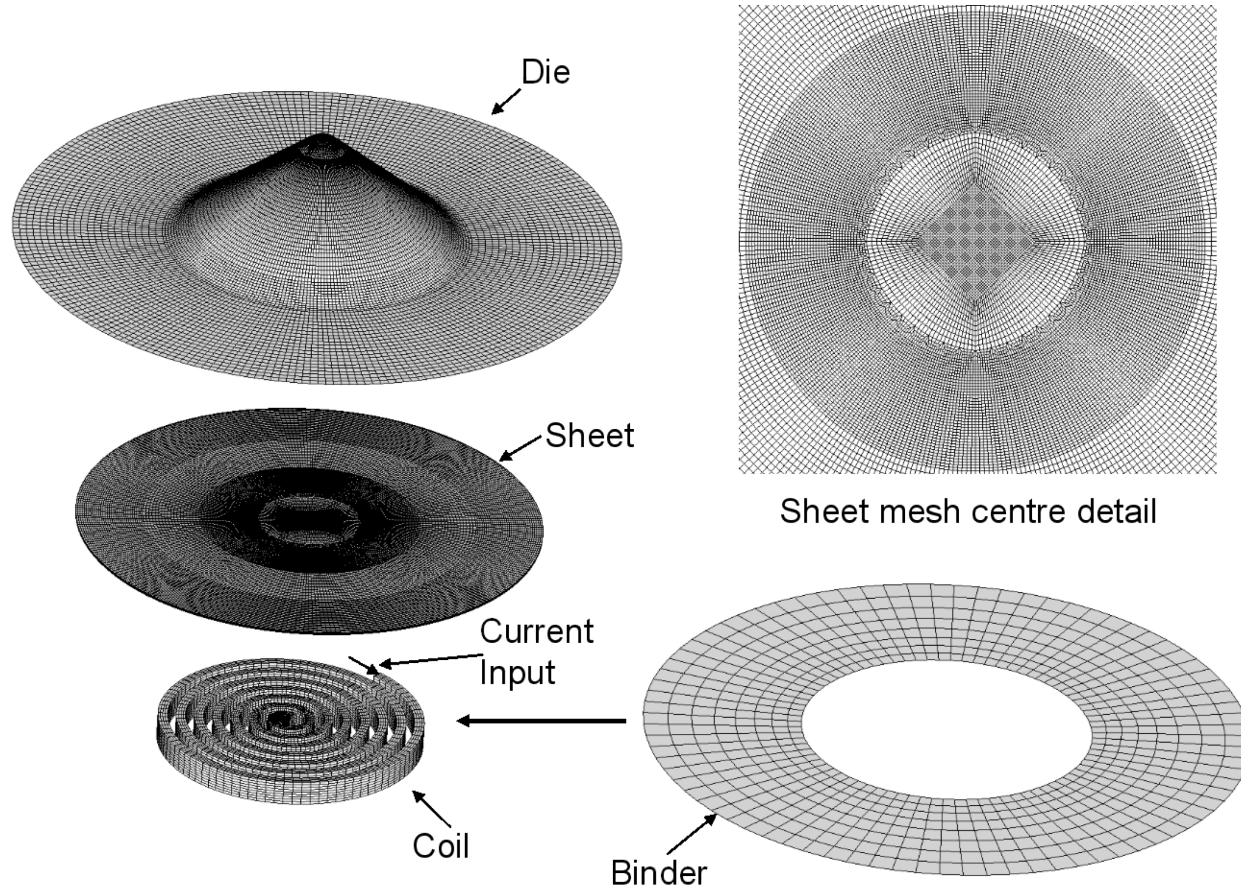 Die
Sheet
Sheet mesh centre detail
Current
Input
Coil
Binder